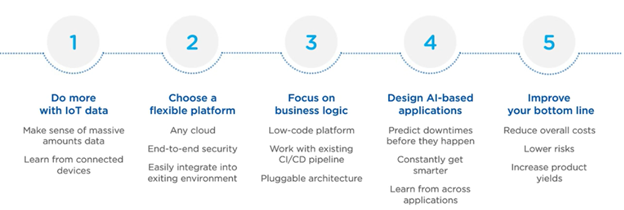 1
2
3
4
5
Do more
with IoT data
Make sense of massive
amounts data
Learn from connected
devices
Choose a
flexible platform
Any cloud
End-to-end security
Easily integrate into
exiting environment
Focus on
business logic
Low-code platform
Work with existing
CI/CD pipeline
Pluggable architecture
Design AI-based
applications
Predict downtimes
before they happen
Constantly get
smarter
Learn from across
applications
Improve
your bottom line
Reduce overall costs
Lower risks
Increase product
yields